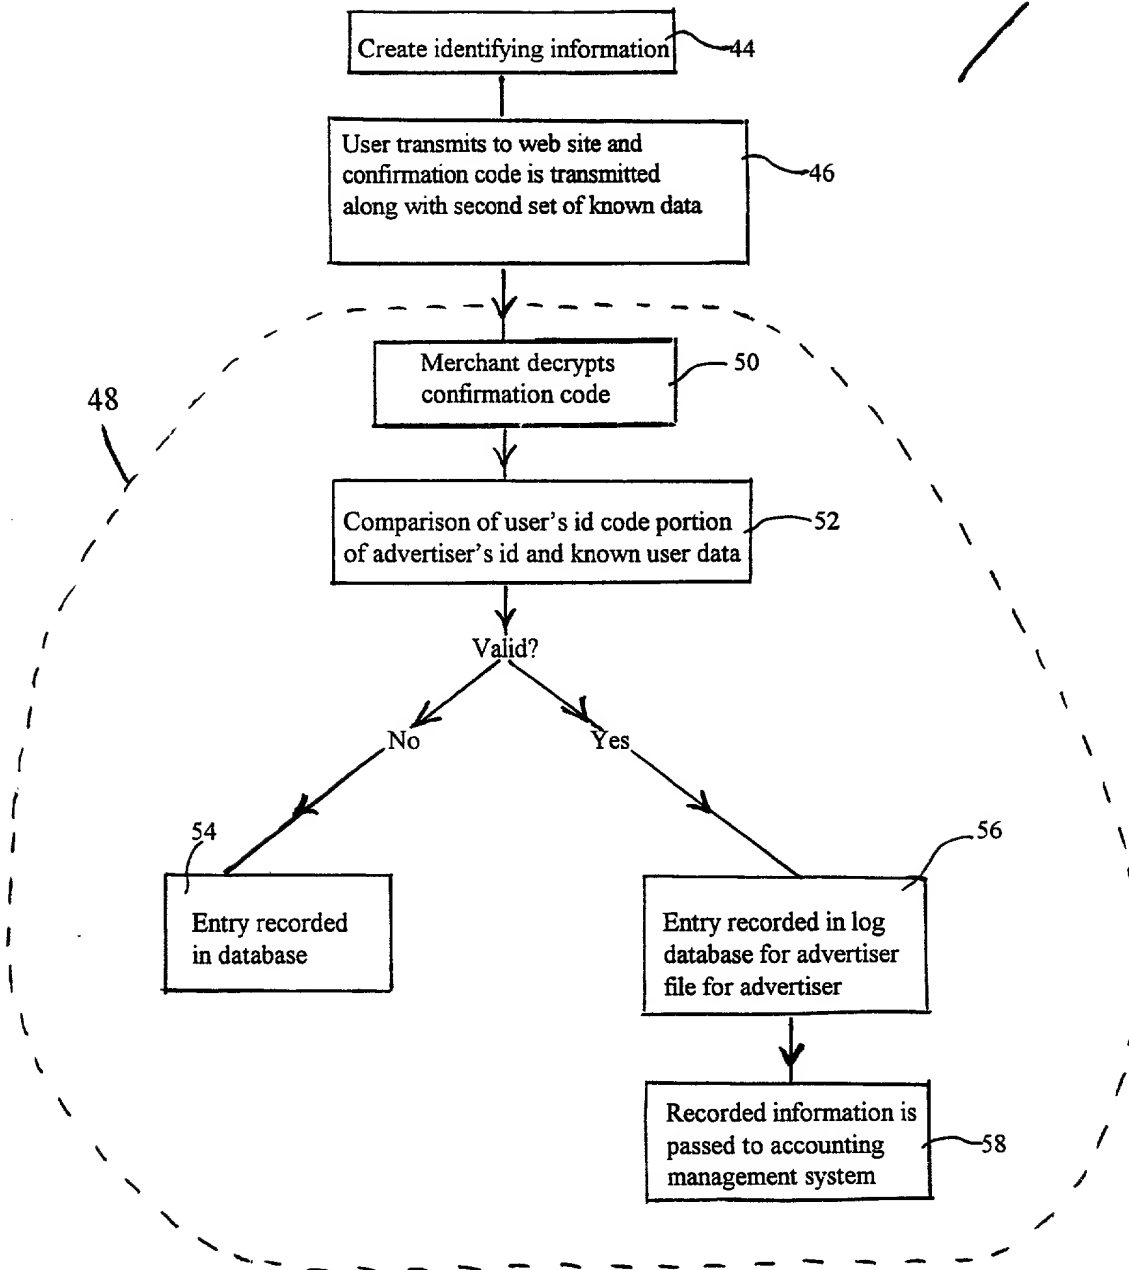 Create identifying information
44
User transmits to web site and
confirmation code is transmitted
along with second set of known data
46
Merchant decrypts
confirmation code
50
48
Comparison of user's id code portion
of advertiser's id and known user data
52
Valid?
No
Yes
54
Entry recorded
in database
56
Entry recorded in log
database for advertiser
file for advertiser
Recorded information is
passed to accounting
management system
58